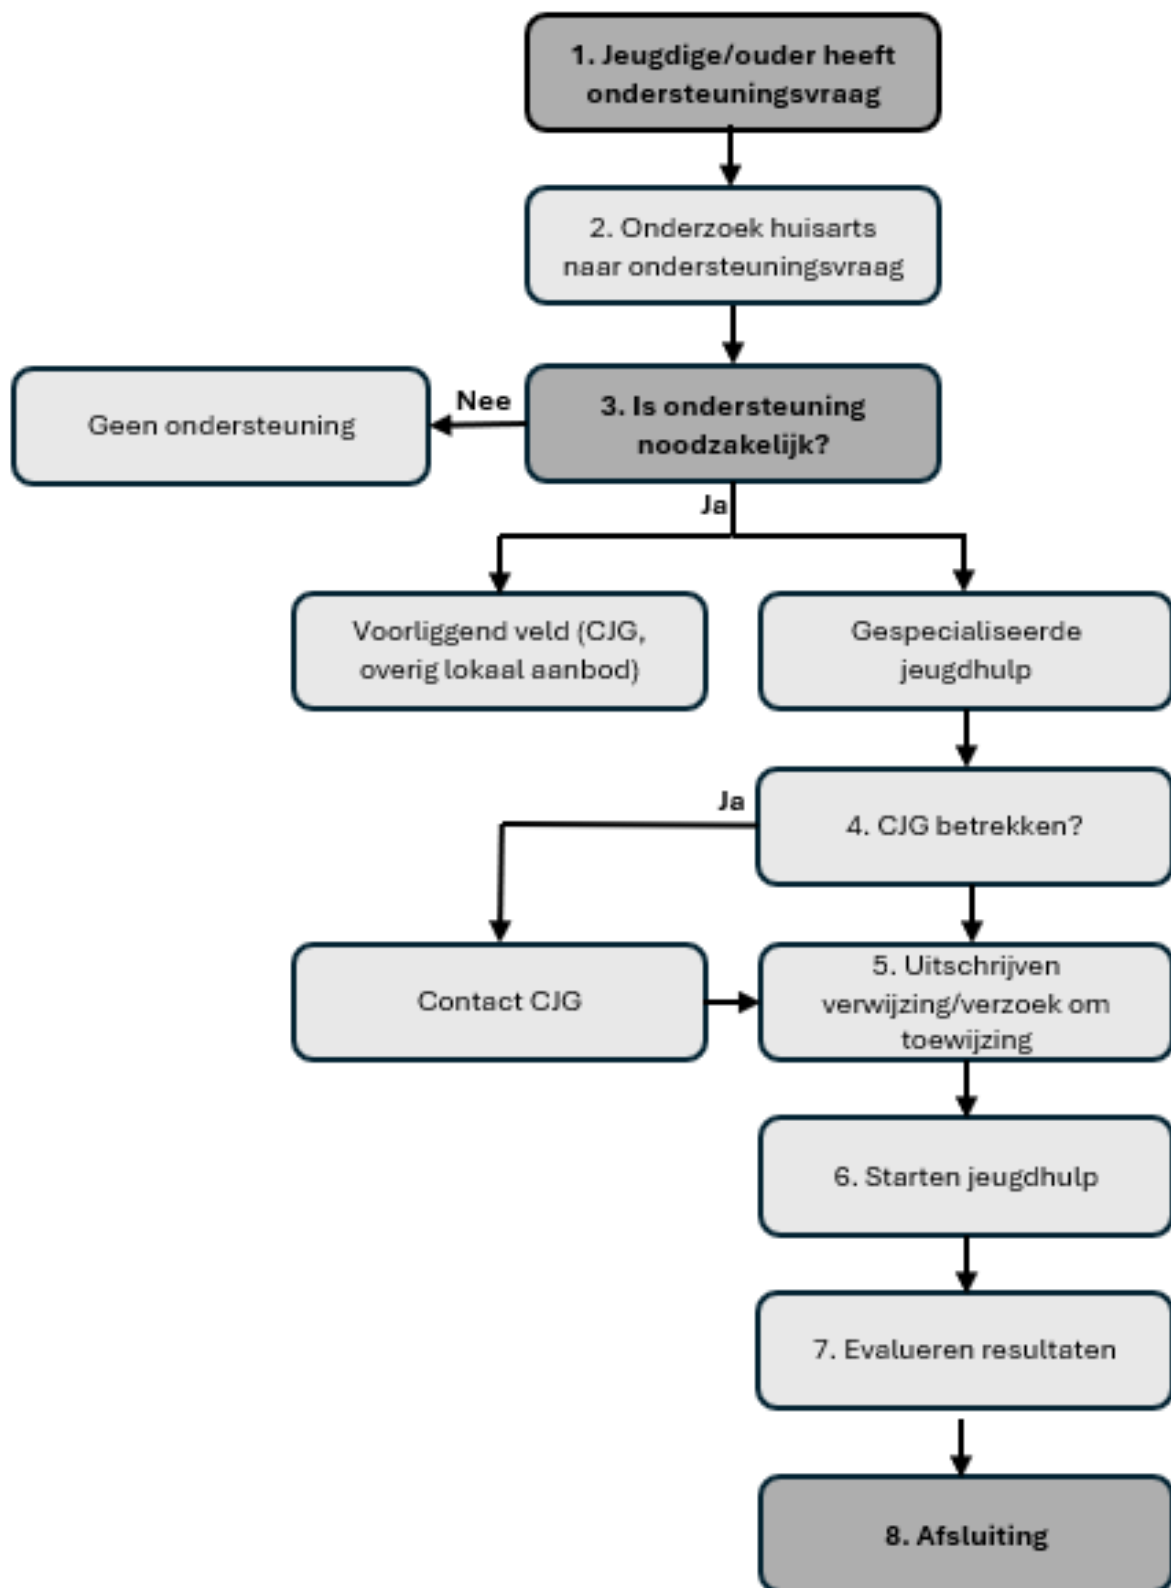 1. Jeugdige/ouder heeft
ondersteuningsvraag
2. Onderzoek huisarts
naar ondersteuningsvraag
Nee
3. Is ondersteuning
noodzakelijk?
Geen ondersteuning
Ja
Voorliggend veld (CJG,
overig lokaal aanbod)
Gespecialiseerde
jeugdhulp
Ja
4. CJG betrekken?
Contact CJG
5. Uitschrijven
verwijzing/verzoek om
toewijzing
6. Starten jeugdhulp
7. Evalueren resultaten
8. Afsluiting